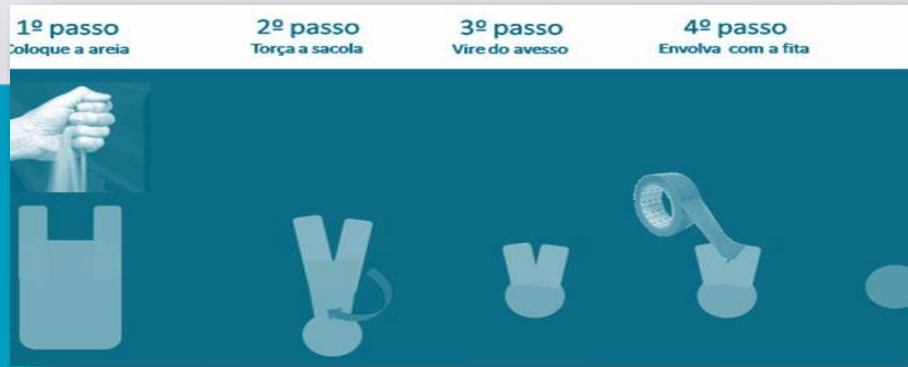 1º passo
Coloque a areia
2º passo
Torça a sacola
3º passo
Vire do avesso
4º passo
Envolva com a fita